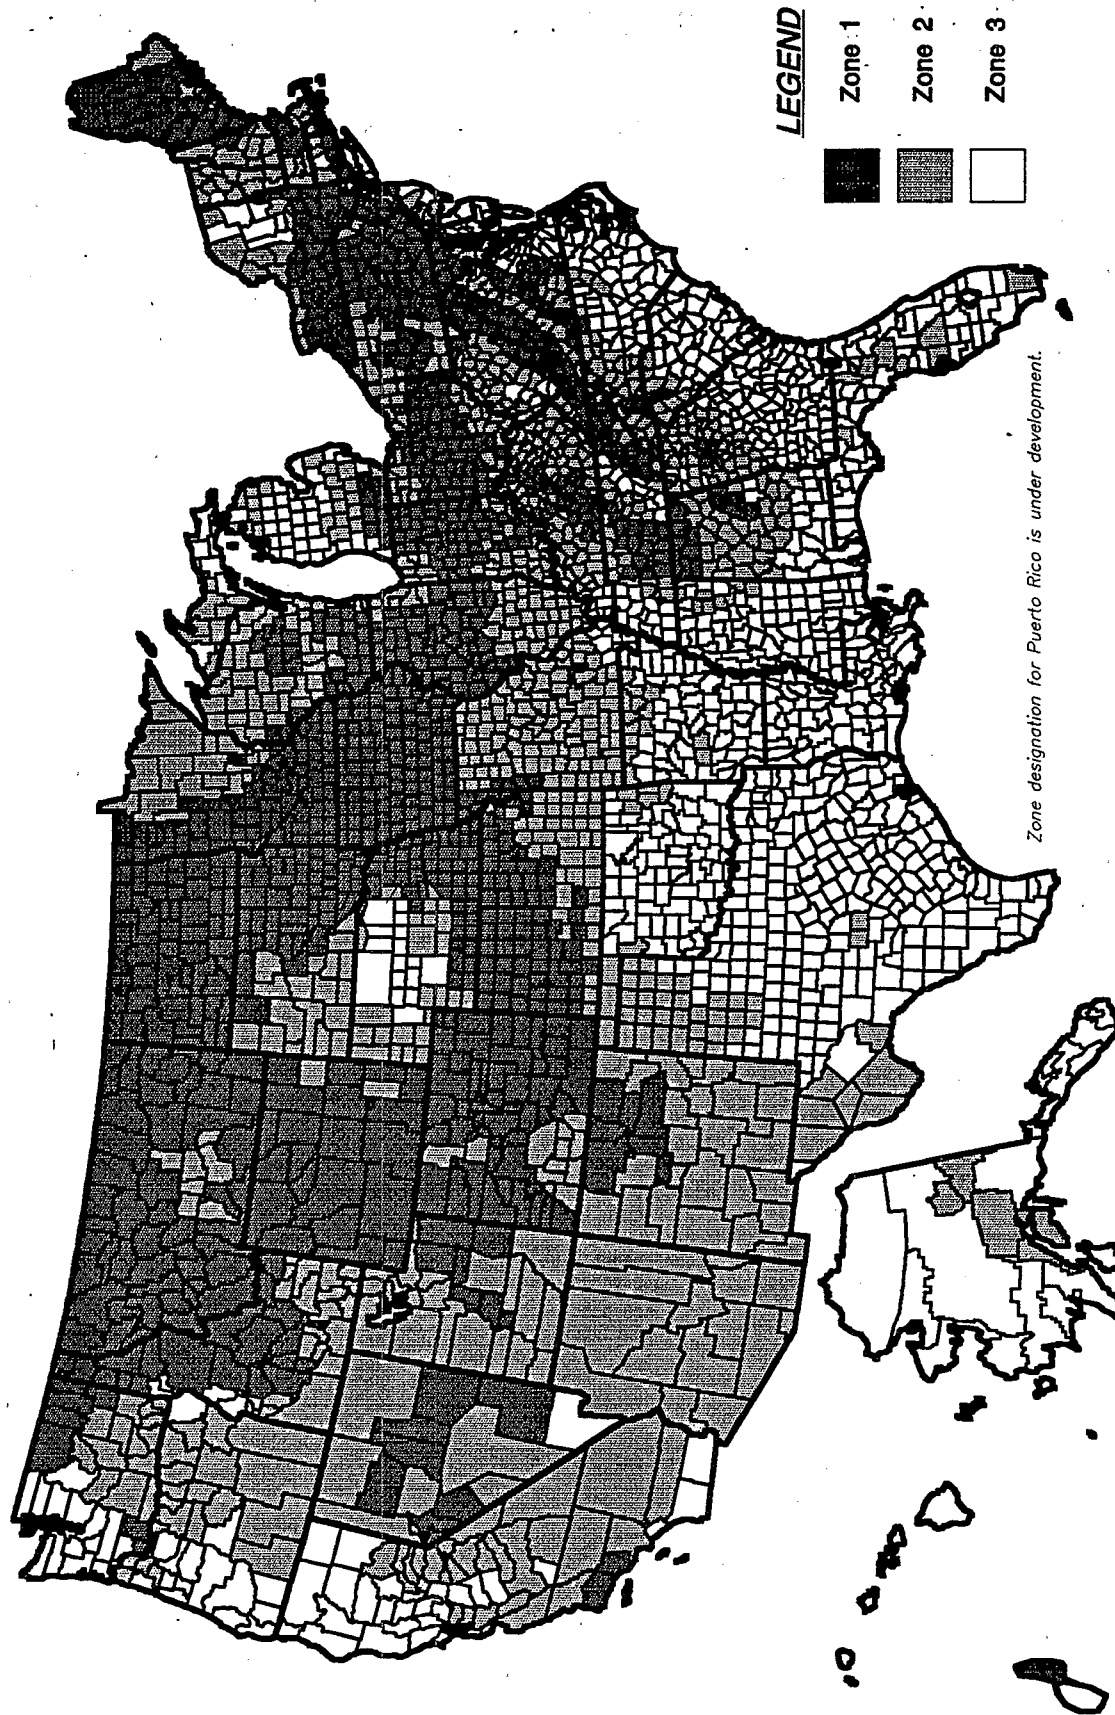 LEGEND
Zone 1
Zone 2
Zone 3
Zone designation for Puerto Rico is under development.